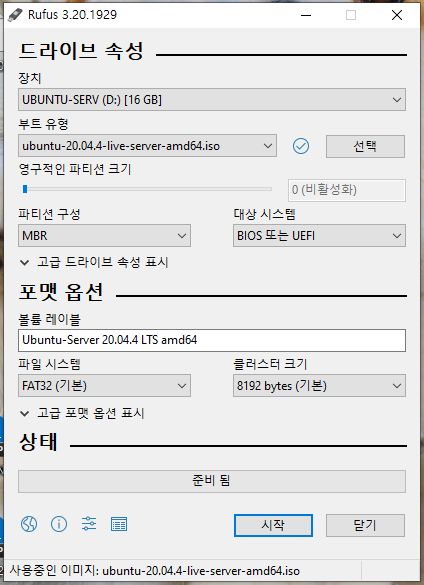 Rufus 3.20.1929
드라이브 속성
장치
UBUNTU-SERV (D:) [16 GB]
부트 유형
ubuntu-20.04.4-live-server-amd64.iso
선택
영구적인 파티션 크기
0 (비활성화)
파티션 구성
대상 시스템
MBR
BIOS 또는 UEFI
고급 드라이브 속성 표시
포맷 옵션
볼륨 레이블
Ubuntu-Server 20.04.4 LTS amd64
파일 시스템
클러스터 크기
FAT32 (기본)
8192 bytes (기본)
고급 포맷 옵션 표시
상태
준비 됨
시작
닫기
사용중인 이미지: ubuntu-20.04.4-live-server-amd64.iso